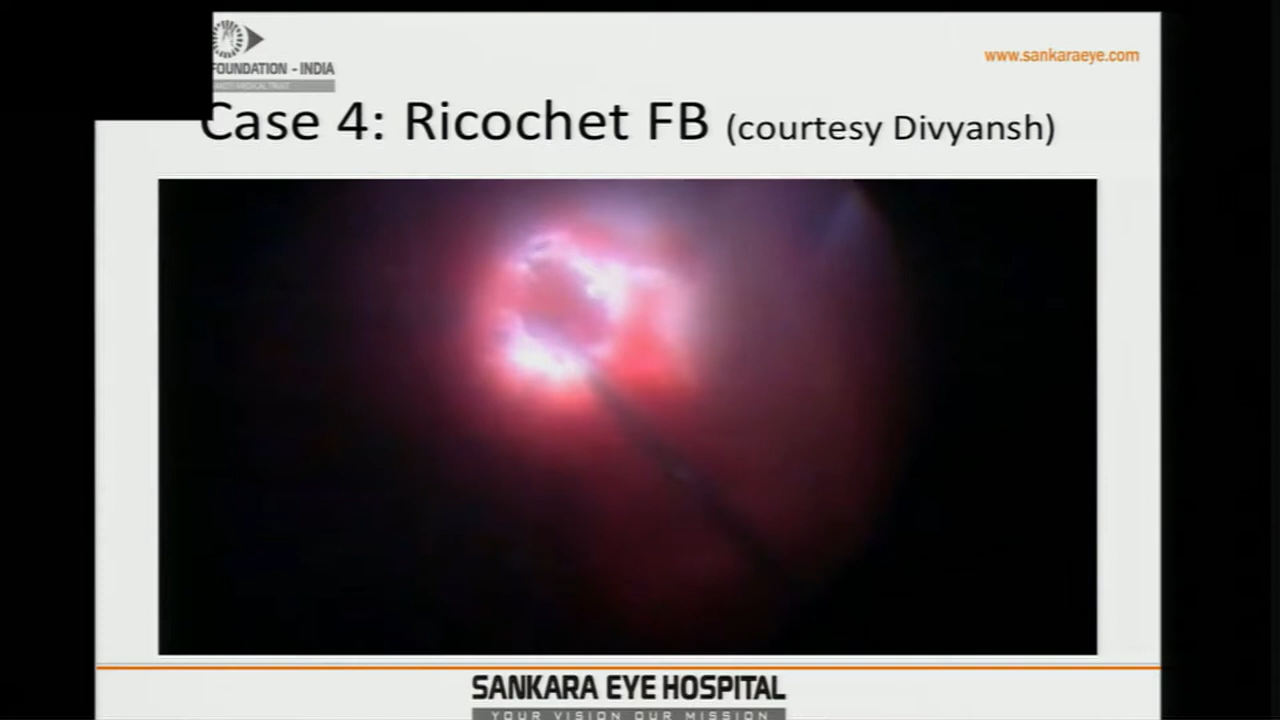 FOUNDATION - INDIA
www.sankaraeye.com
Case 4: Ricochet FB (courtesy Divyansh)
SANKARA EYE HOSPITAL
YOUR VISION OUR MISSION